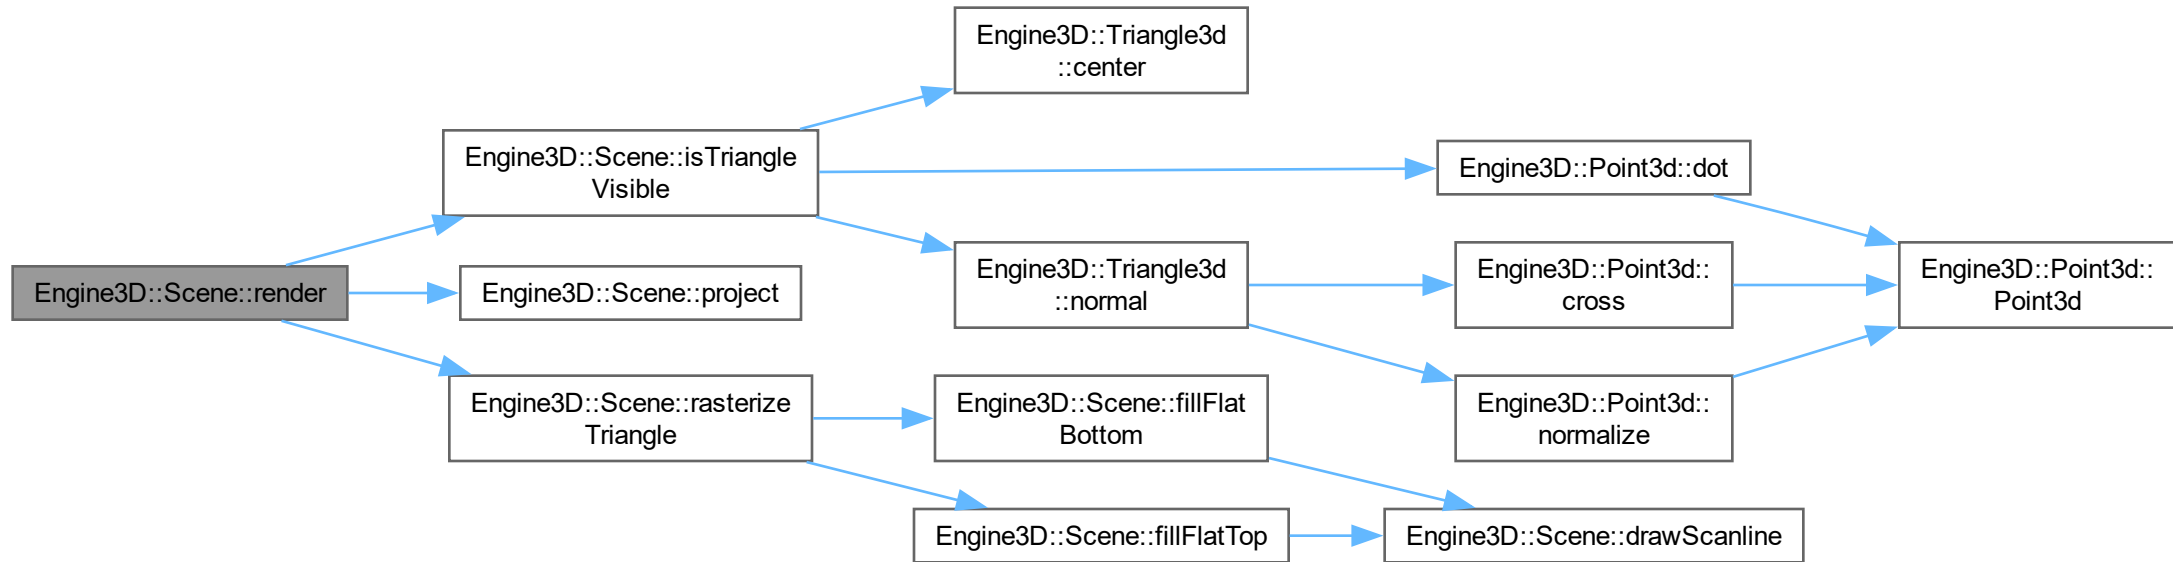 Engine3D::Scene::render
Engine3D::Scene::isTriangle
Visible
Engine3D::Triangle3d
::center
Engine3D::Point3d::dot
Engine3D::Triangle3d
::normal
Engine3D::Point3d::
cross
Engine3D::Point3d::
Point3d
Engine3D::Point3d::
normalize
Engine3D::Scene::project
Engine3D::Scene::rasterize
Triangle
Engine3D::Scene::fillFlat
Bottom
Engine3D::Scene::fillFlatTop
Engine3D::Scene::drawScanline